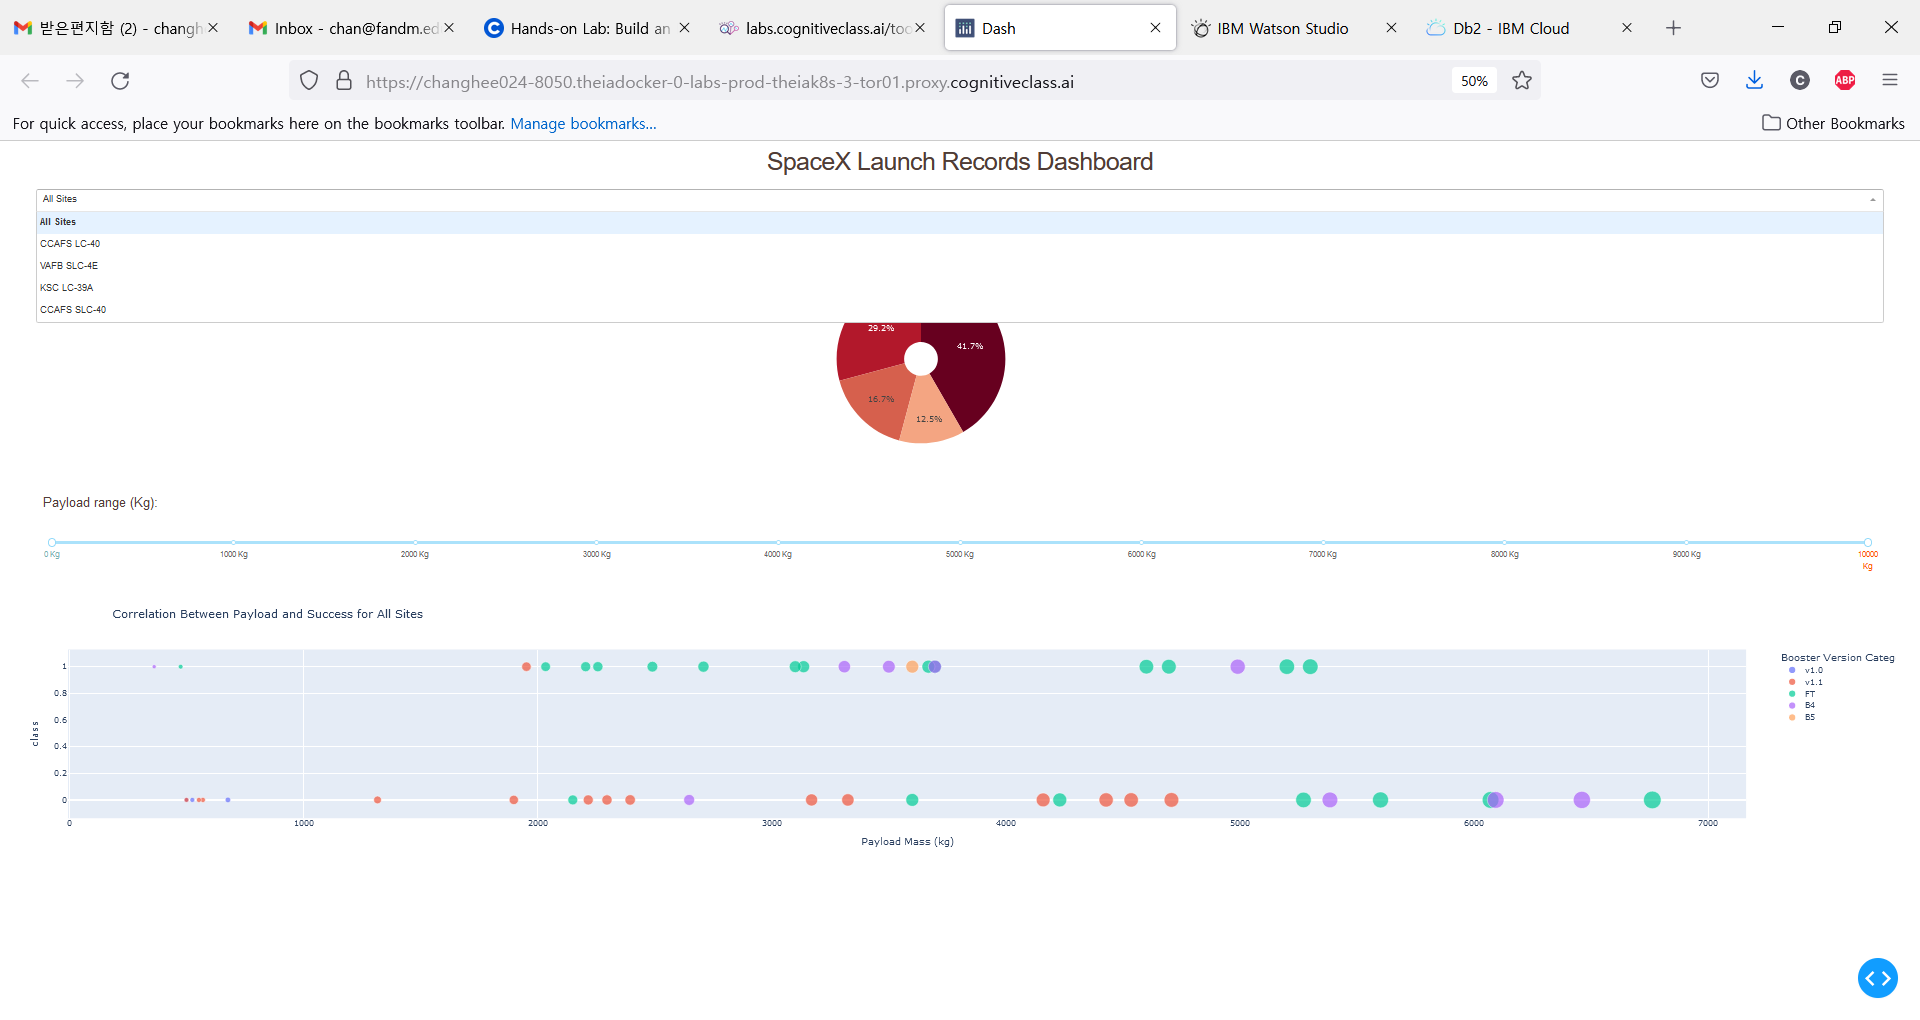 받은편지함 (2) - changh
Inbox - chan@fandm.ed
Hands-on Lab: Build an
labs.cognitiveclass.ai/too
Dash
IBM Watson Studio
Db2 - IBM Cloud
https://changhee024-8050.theiadocker-0-labs-prod-theiak8s-3-tor01.proxy.cognitiveclass.ai
50%
C
ABP
For quick access, place your bookmarks here on the bookmarks toolbar. Manage bookmarks...
Other Bookmarks
SpaceX Launch Records Dashboard
All Sites
All Sites
CCAFS LC-40
VAFB SLC-4E
KSC LC-39A
CCAFS SLC-40
29.2%
41.7%
16.7%
12.5%
Payload range (Kg):
0 Kg 1000 Kg 2000 Kg 3000 Kg 4000 Kg 5000 Kg 6000 Kg 7000 Kg 8000 Kg 9000 Kg 10000
Kg
Correlation Between Payload and Success for All Sites
Booster Version Categ
v1.0
v1.1
FT
B4
B5
class
1
0.8
0.6
0.4
0.2
0
0 1000 2000 3000 4000 5000 6000 7000
Payload Mass (kg)